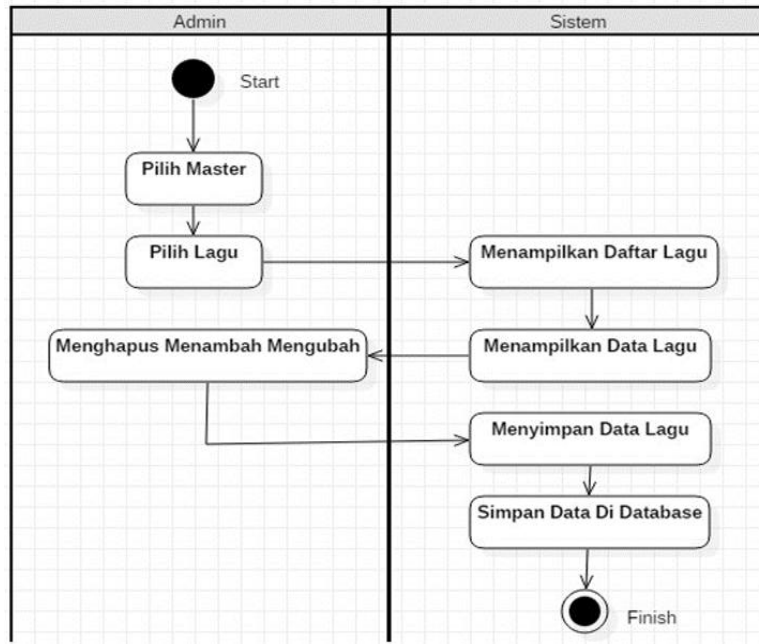 Admin
Sistem
Start
Pilih Master
Pilih Lagu
Menampilkan Daftar Lagu
Menghapus Menambah Mengubah
Menampilkan Data Lagu
Menyimpan Data Lagu
Simpan Data Di Database
Finish